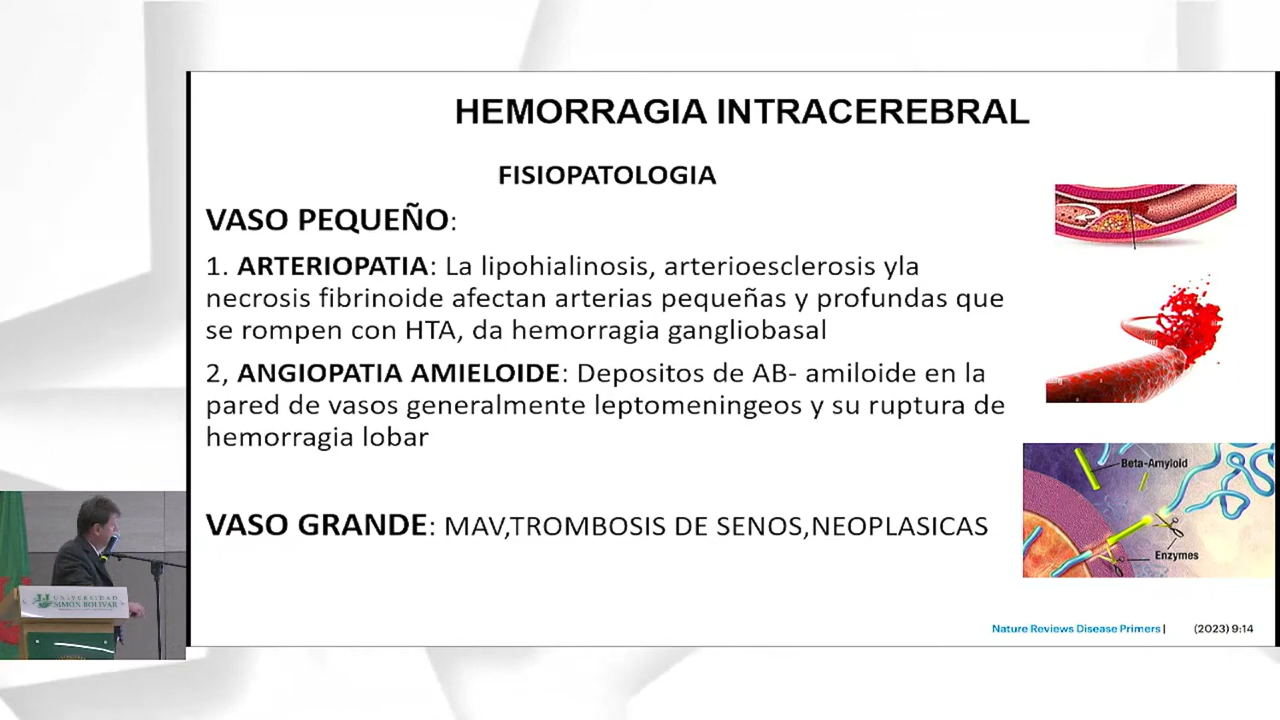 HEMORRAGIA INTRACEREBRAL
FISIOPATOLOGIA
VASO PEQUEÑO:
1. ARTERIOPATIA: La lipohialinosis, arterioesclerosis yla
necrosis fibrinoide afectan arterias pequeñas y profundas que
se rompen con HTA, da hemorragia gangliobasal
2, ANGIOPATIA AMIELOIDE: Depositos de AB- amiloide en la
pared de vasos generalmente leptomeningeos y su ruptura de
hemorragia lobar
VASO GRANDE: MAV,TROMBOSIS DE SENOS,NEOPLASICAS
Beta-Amyloid
Enzymes
Nature Reviews Disease Primers | (2023) 9:14
UNIVERSIDAD
SIMÓN BOLÍVAR